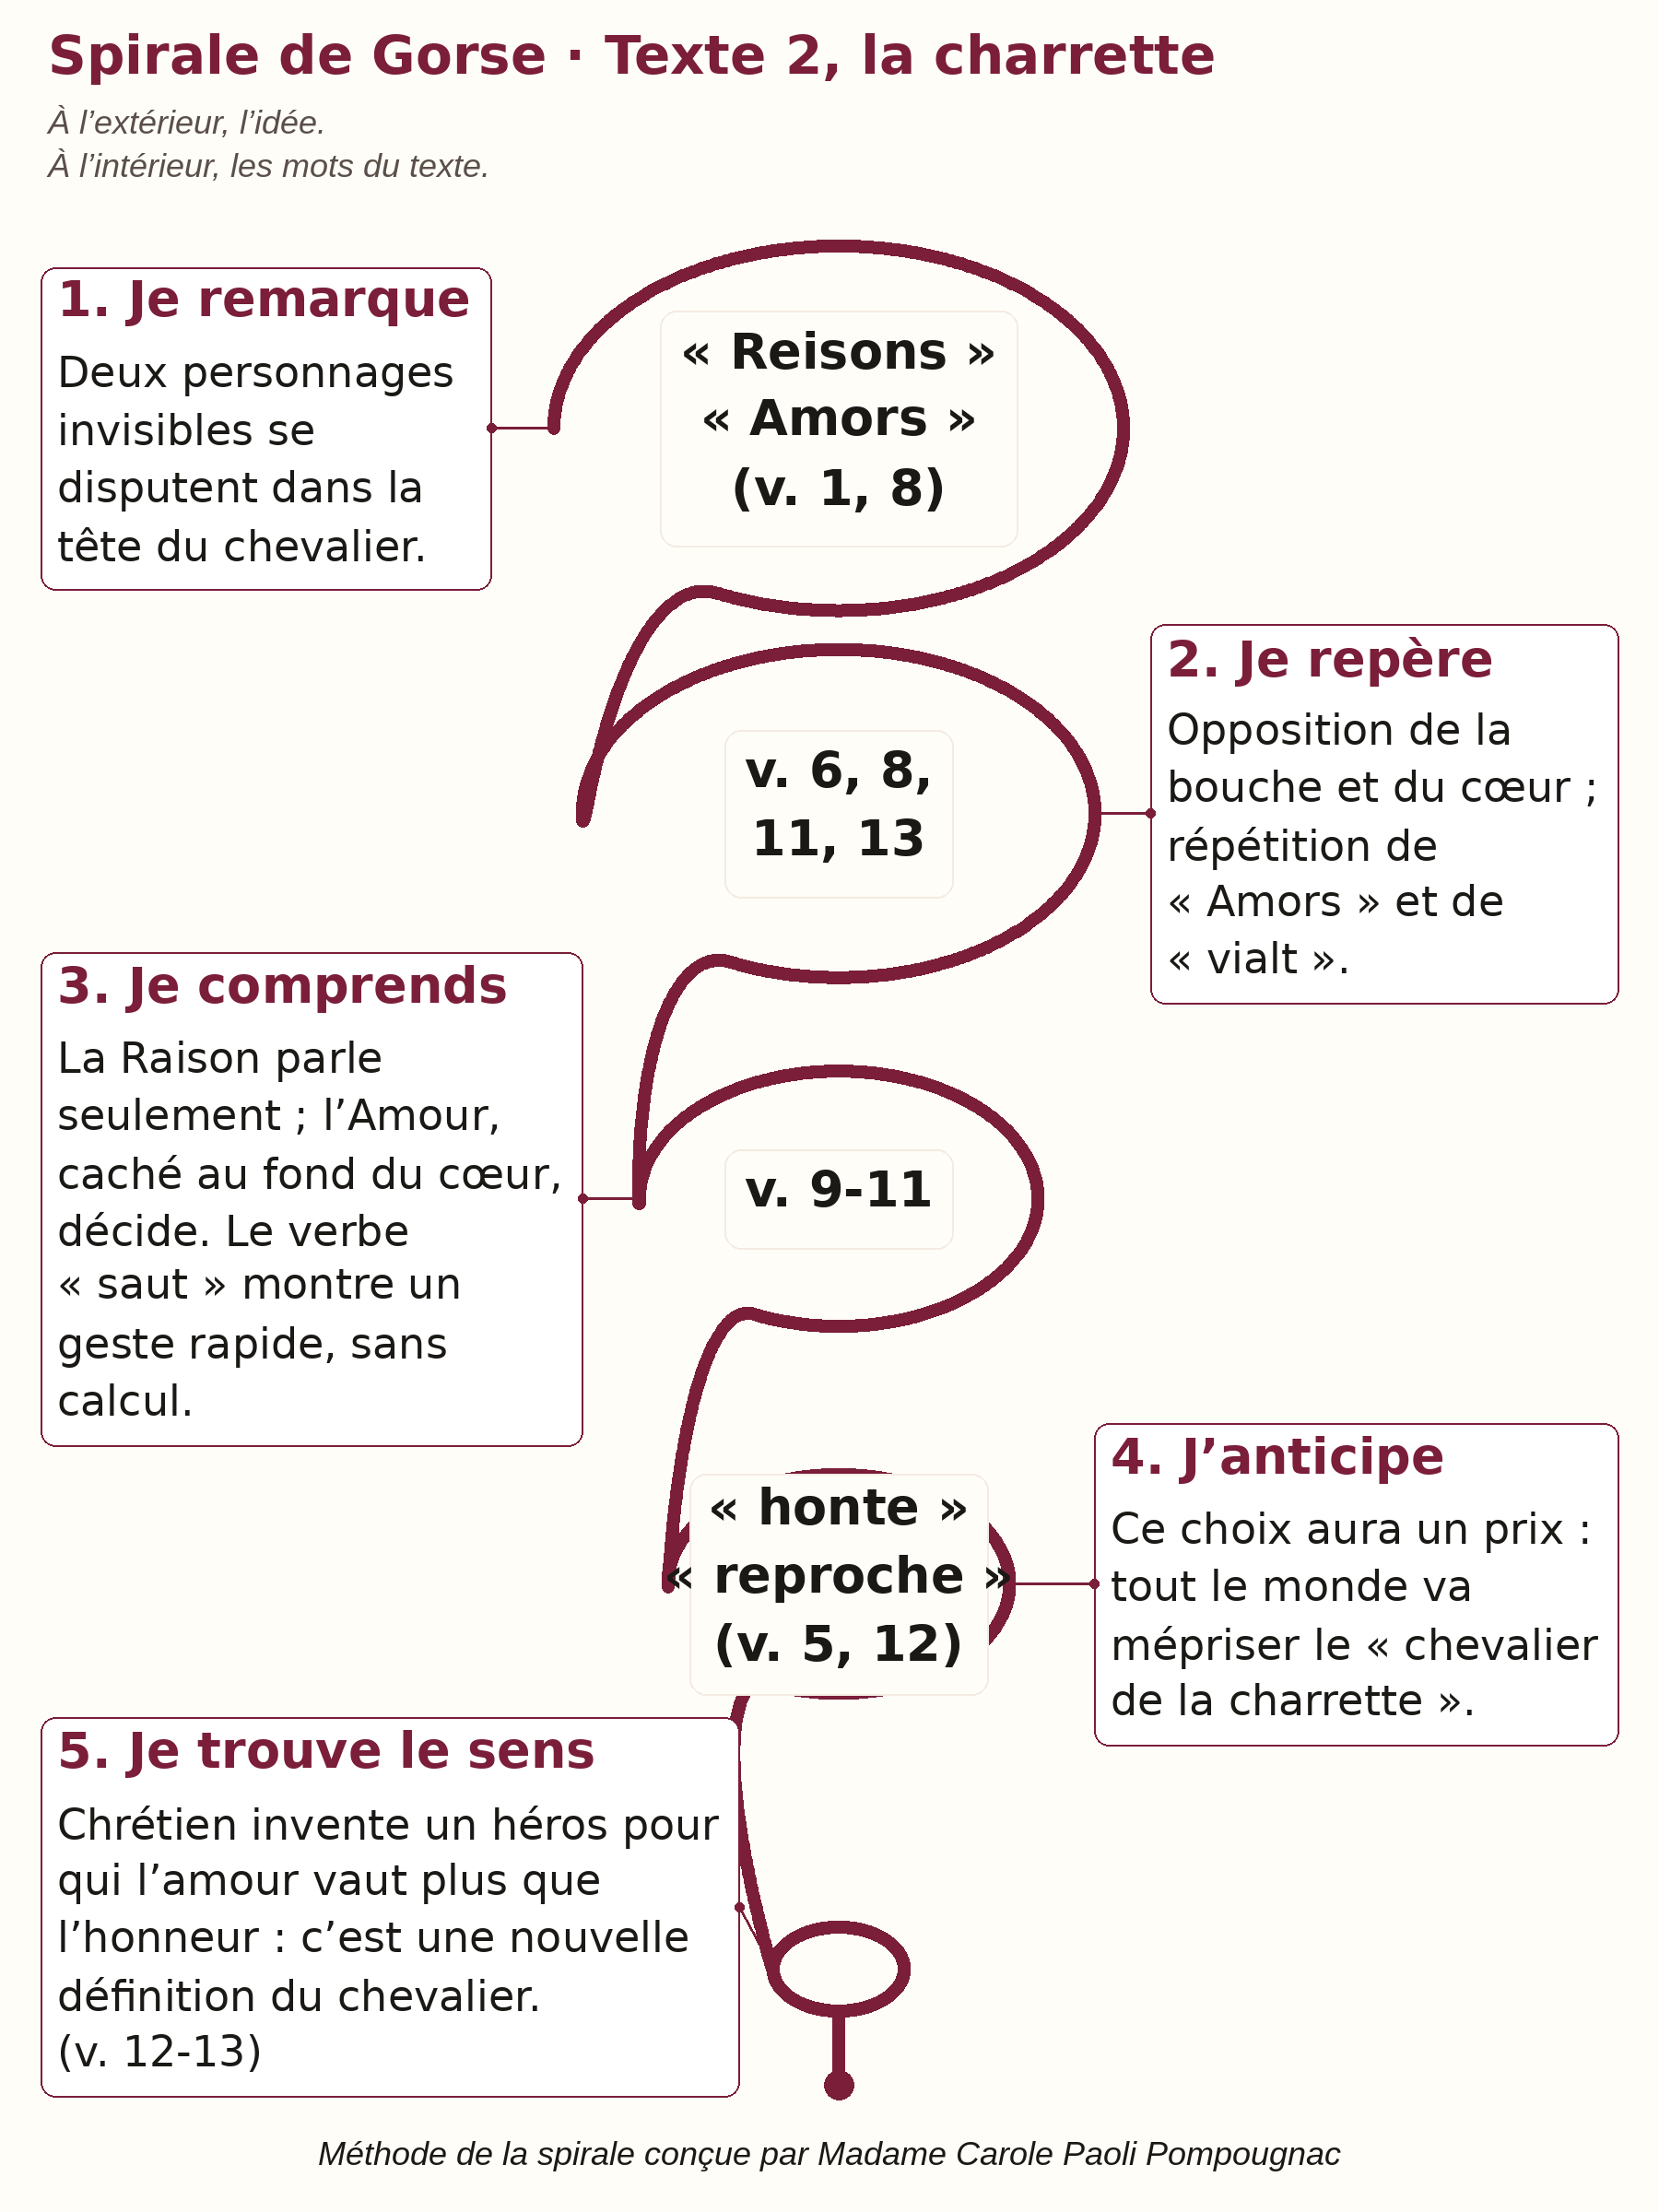 Spirale de Gorse · Texte 2, la charrette
À l’extérieur, l’idée.
À l’intérieur, les mots du texte.
1. Je remarque
Deux personnages
invisibles se
disputent dans la
tête du chevalier.
« Reisons »
« Amors »
(v. 1, 8)
2. Je repère
Opposition de la
bouche et du cœur ;
répétition de
« Amors » et de
« vialt ».
v. 6, 8,
11, 13
3. Je comprends
La Raison parle
seulement ; l’Amour,
caché au fond du cœur,
décide. Le verbe
« saut » montre un
geste rapide, sans
calcul.
v. 9-11
4. J’anticipe
Ce choix aura un prix :
tout le monde va
mépriser le « chevalier
de la charrette ».
« honte »
« reproche »
(v. 5, 12)
5. Je trouve le sens
Chrétien invente un héros pour
qui l’amour vaut plus que
l’honneur : c’est une nouvelle
définition du chevalier.
(v. 12-13)
Méthode de la spirale conçue par Madame Carole Paoli Pompougnac